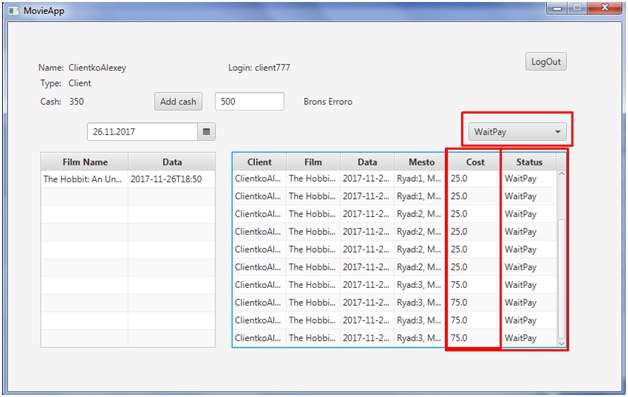 MovieApp
Name: ClientkoAlexey Login: client777 LogOut
Type: Client
Cash: 350 Add cash 500 Brons Erroro
26.11.2017 WaitPay
Film Name Data Client Film Data Mesto Cost Status
The Hobbit: An Un... 2017-11-26T18:50 ClientkoAl... The Hobbi... 2017-11-2... Ryad:1, M... 25.0 WaitPay
ClientkoAl... The Hobbi... 2017-11-2... Ryad:1, M... 25.0 WaitPay
ClientkoAl... The Hobbi... 2017-11-2... Ryad:2, M... 25.0 WaitPay
ClientkoAl... The Hobbi... 2017-11-2... Ryad:2, M... 25.0 WaitPay
ClientkoAl... The Hobbi... 2017-11-2... Ryad:2, M... 25.0 WaitPay
ClientkoAl... The Hobbi... 2017-11-2... Ryad:2, M... 25.0 WaitPay
ClientkoAl... The Hobbi... 2017-11-2... Ryad:3, M... 75.0 WaitPay
ClientkoAl... The Hobbi... 2017-11-2... Ryad:3, M... 75.0 WaitPay
ClientkoAl... The Hobbi... 2017-11-2... Ryad:3, M... 75.0 WaitPay
ClientkoAl... The Hobbi... 2017-11-2... Ryad:3, M... 75.0 WaitPay